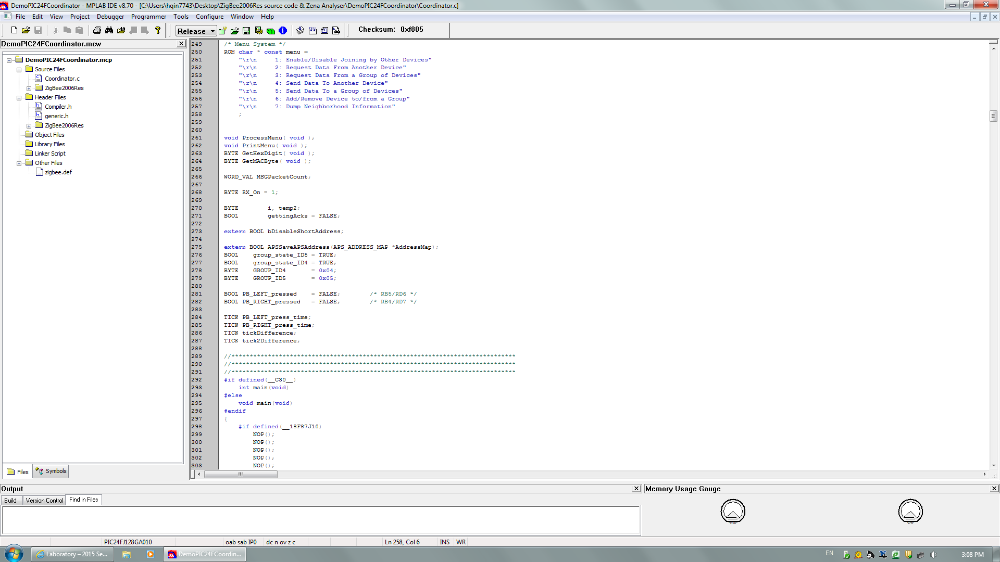 DemoPIC24FCoordinator - MPLAB IDE v8.70 - [C:\Users\hqin7743\Desktop\ZigBee2006Res source code & Zena Analyser\DemoPIC24FCoordinator\Coordinator.c]
File Edit View Project Debugger Programmer Tools Configure Window Help
Release Checksum: 0xf805
DemoPIC24FCoordinator.mcw
DemoPIC24FCoordinator.mcp
Source Files
Coordinator.c
ZigBee2006Res
Header Files
Compiler.h
generic.h
ZigBee2006Res
Object Files
Library Files
Linker Script
Other Files
zigbee.def
Files Symbols
249 /* Menu System */
250 ROM char * const menu =
251 "\r\n     1: Enable/Disable Joining by Other Devices"
252 "\r\n     2: Request Data From Another Device"
253 "\r\n     3: Request Data From a Group of Devices"
254 "\r\n     4: Send Data To Another Device"
255 "\r\n     5: Send Data To a Group of Devices"
256 "\r\n     6: Add/Remove Device to/from a Group"
257 "\r\n     7: Dump Neighborhood Information"
258 ;
259
260
261 void ProcessMenu( void );
262 void PrintMenu( void );
263 BYTE GetHexDigit( void );
264 BYTE GetMACByte( void );
265
266 WORD_VAL MSGPacketCount;
267
268 BYTE RX_On = 1;
269
270 BYTE        i, temp2;
271 BOOL        gettingAcks = FALSE;
272
273 extern BOOL bDisableShortAddress;
274
275 extern BOOL APSSaveAPSAddress(APS_ADDRESS_MAP *AddressMap);
276 BOOL    group_state_ID5 = TRUE;
277 BOOL    group_state_ID4 = TRUE;
278 BYTE    GROUP_ID4       = 0x04;
279 BYTE    GROUP_ID5       = 0x05;
280
281 BOOL PB_LEFT_pressed    = FALSE;        /* RB5/RD6 */
282 BOOL PB_RIGHT_pressed   = FALSE;        /* RB4/RD7 */
283
284 TICK PB_LEFT_press_time;
285 TICK PB_RIGHT_press_time;
286 TICK tickDifference;
287 TICK tick2Difference;
288
289 //******************************************************************************
290 //******************************************************************************
291 //******************************************************************************
292 #if defined(__C30__)
293 int main(void)
294 #else
295 void main(void)
296 #endif
297 {
298 #if defined(__18F87J10)
299 NOP();
300 NOP();
301 NOP();
302 NOP();
303 NOP();
Output
Build Version Control Find in Files
Memory Usage Gauge
PIC24FJ128GA010 oab sab IP0 dc n ov z c Ln 258, Col 6 INS WR
Laboratory – 2015 Se... DemoPIC24FCoordin... EN 3:08 PM